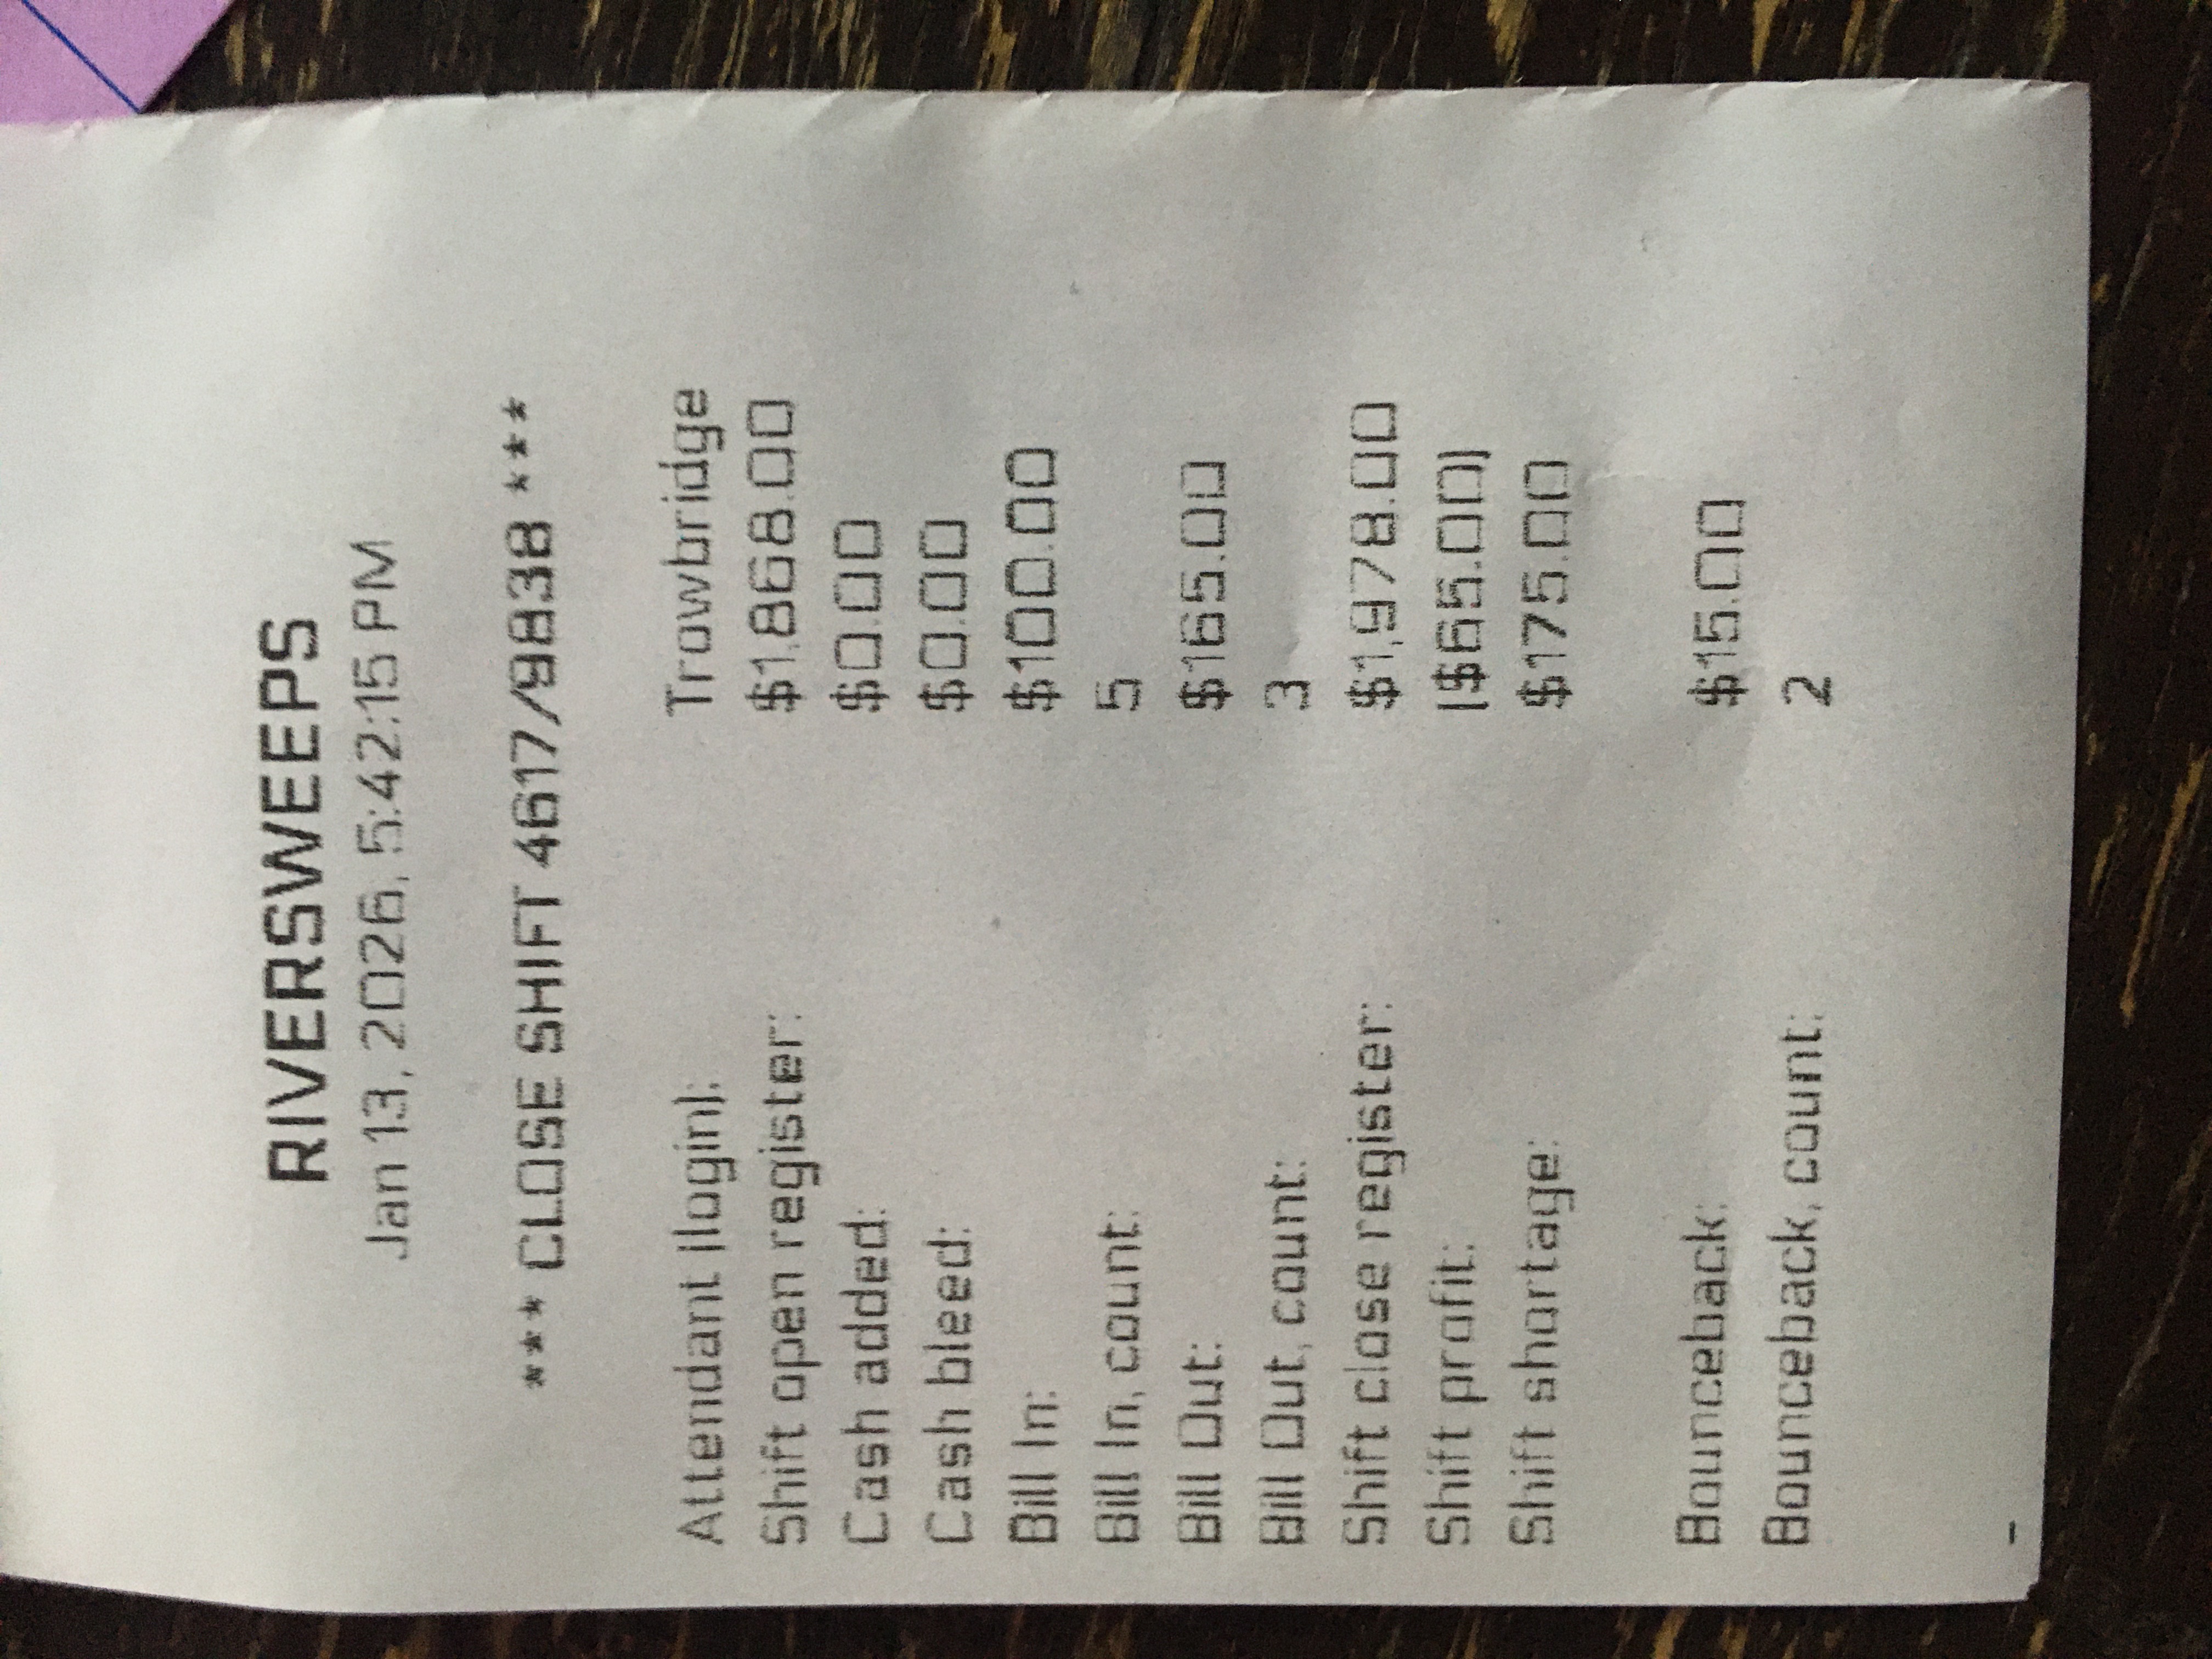 RIVERSWEEPS
Jan 13, 2026, 5:42:15 PM
*** CLOSE SHIFT 4617/9838 ***
Attendant (login): Trowbridge
Shift open register: $1,868.00
Cash added: $0.00
Cash bleed: $0.00
Bill In: $100.00
Bill In, count: 5
Bill Out: $165.00
Bill Out, count: 3
Shift close register: $1,978.00
Shift profit: ($65.00)
Shift shortage: $175.00
Bounceback: $15.00
Bounceback, count: 2
-